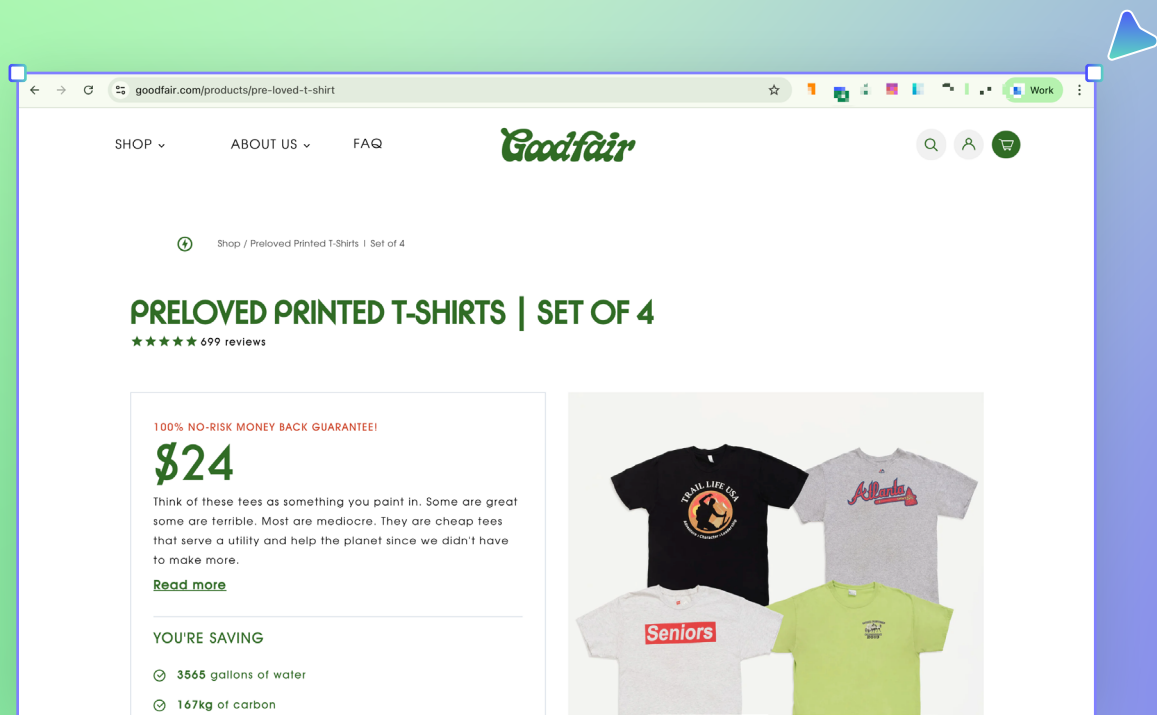 goodfair.com/products/pre-loved-t-shirt
Work
SHOP
ABOUT US
FAQ
Goodfair
Shop / Preloved Printed T-Shirts | Set of 4
PRELOVED PRINTED T-SHIRTS | SET OF 4
699 reviews
100% NO-RISK MONEY BACK GUARANTEE!
$24
Think of these tees as something you paint in. Some are great
some are terrible. Most are mediocre. They are cheap tees
that serve a utility and help the planet since we didn't have
to make more.
Read more
YOU'RE SAVING
3565 gallons of water
167kg of carbon
TRAIL LIFE USA
Adventure • Character • Leadership
Atlanta
Seniors